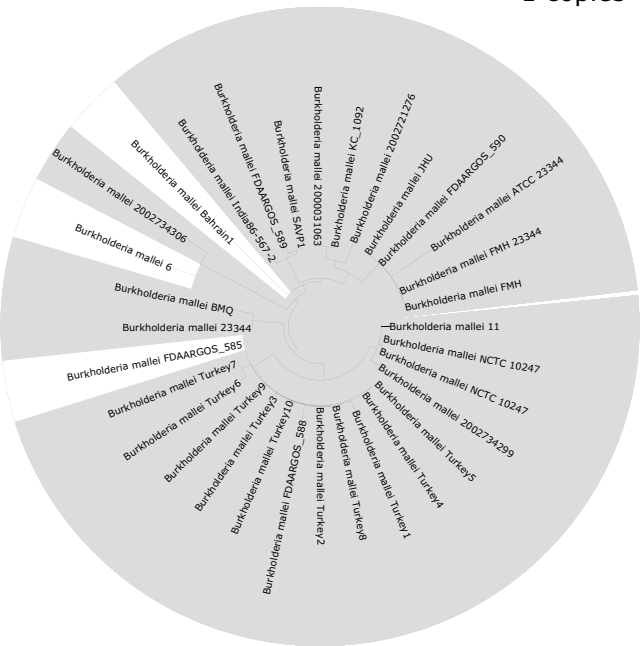 Burkholderia mallei India86-567-2
Burkholderia mallei FDAARGOS_589
Burkholderia mallei SAVP1
Burkholderia mallei 2000031063
Burkholderia mallei KC_1092
Burkholderia mallei 2002721276
Burkholderia mallei JHU
Burkholderia mallei FDAARGOS_590
Burkholderia mallei ATCC 23344
Burkholderia mallei FMH 23344
Burkholderia mallei FMH
Burkholderia mallei 11
Burkholderia mallei NCTC 10247
Burkholderia mallei NCTC 10247
Burkholderia mallei 2002734299
Burkholderia mallei Turkey5
Burkholderia mallei Turkey4
Burkholderia mallei Turkey1
Burkholderia mallei Turkey8
Burkholderia mallei Turkey2
Burkholderia mallei FDAARGOS_588
Burkholderia mallei Turkey10
Burkholderia mallei Turkey3
Burkholderia mallei Turkey9
Burkholderia mallei Turkey6
Burkholderia mallei Turkey7
Burkholderia mallei FDAARGOS_585
Burkholderia mallei 23344
Burkholderia mallei BMQ
Burkholderia mallei 6
Burkholderia mallei 2002734306
Burkholderia mallei Bahrain1